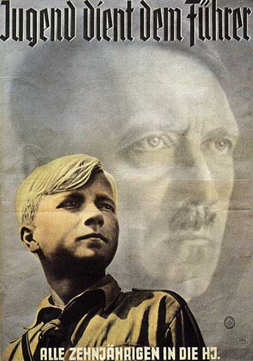 Jugend dient dem Führer
ALLE ZEHNJÄHRIGEN IN DIE HJ.